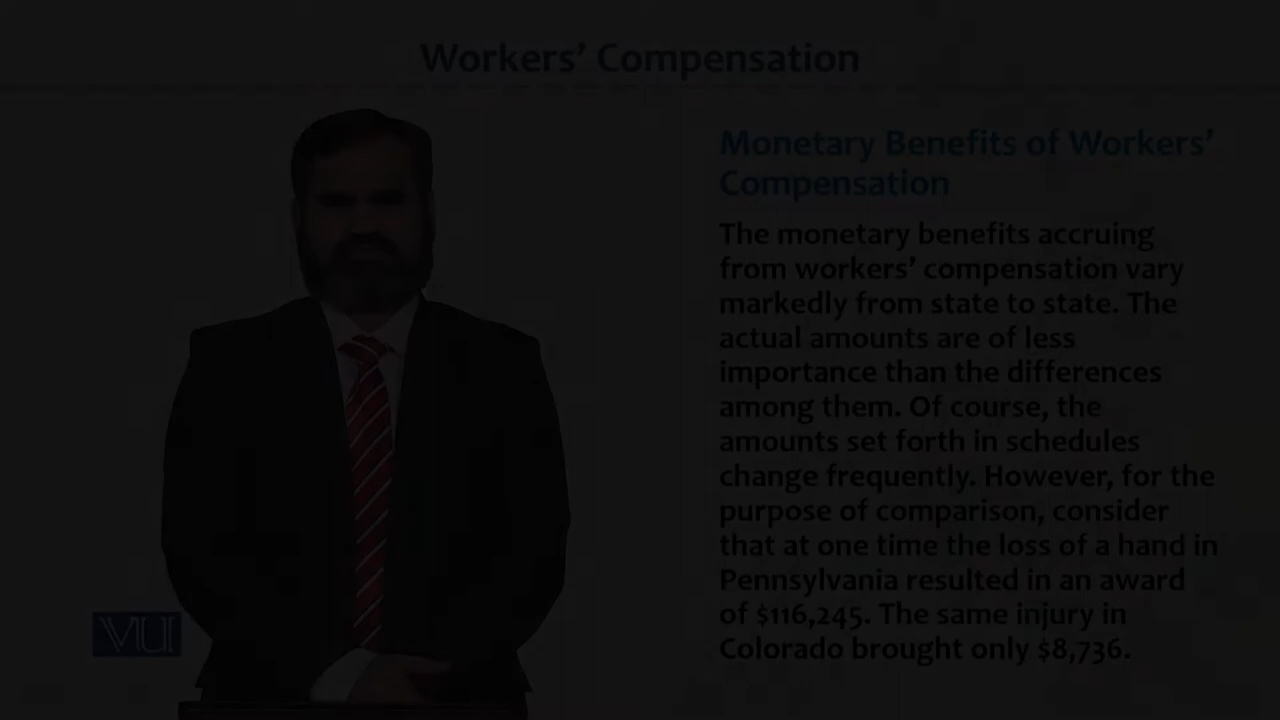 Workers’ Compensation
Monetary Benefits of Workers’
Compensation
The monetary benefits accruing
from workers’ compensation vary
markedly from state to state. The
actual amounts are of less
importance than the differences
among them. Of course, the
amounts set forth in schedules
change frequently. However, for the
purpose of comparison, consider
that at one time the loss of a hand in
Pennsylvania resulted in an award
of $116,245. The same injury in
Colorado brought only $8,736.
VU